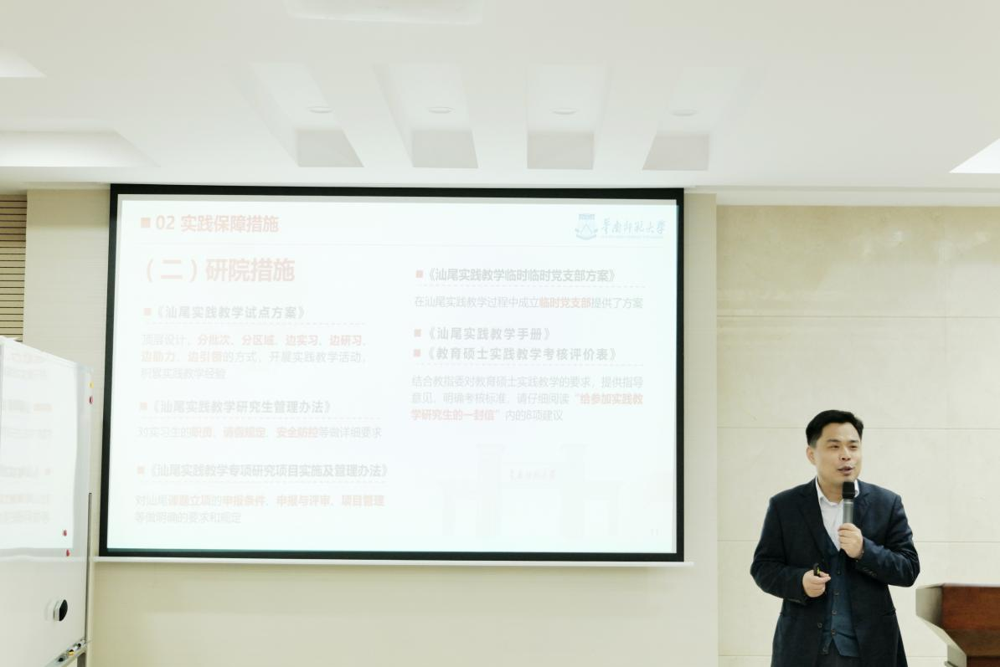 02 实践保障措施
华南师范大学
（二）研院措施
《汕尾实践教学试点方案》
顶层设计，分批次、分区域、边实习、边研习、
边助力、边引领的方式，开展实践教学活动，
积累实践教学经验
《汕尾实践教学研究生管理办法》
对实习生的职责、请假规定、安全防控等做详细要求
《汕尾实践教学专项研究项目实施及管理办法》
对汕尾课题立项的申报条件、申报与评审、项目管理
等做明确的要求和规定
《汕尾实践教学临时临时党支部方案》
在汕尾实践教学过程中成立临时党支部提供了方案
《汕尾实践教学手册》
《教育硕士实践教学考核评价表》
结合教指委对教育硕士实践教学的要求，提供指导
意见，明确考核标准，请仔细阅读“给参加实践教
学研究生的一封信”内的8项建议
华南师范大学
11